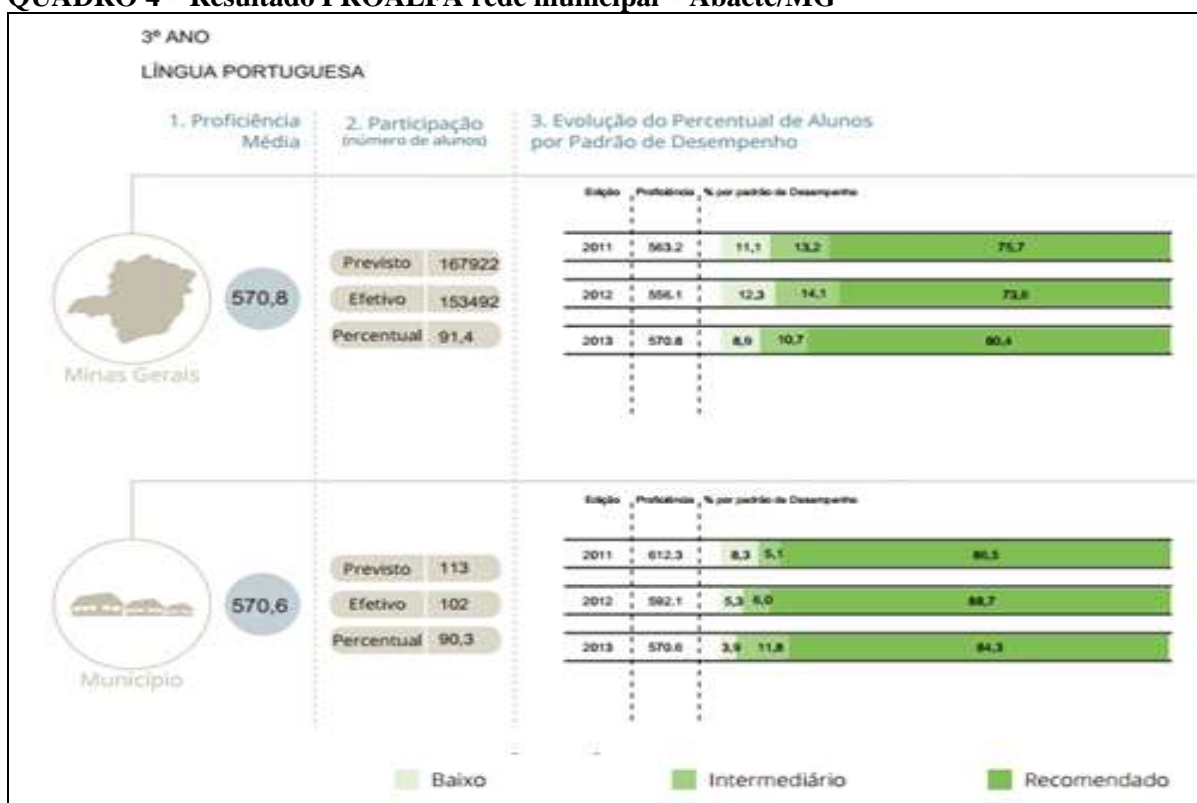 QUADRO 4 – Resultado PROALFA rede municipal – Abaeté/MG
3º ANO
LÍNGUA PORTUGUESA
1. Proficiência Média
2. Participação (número de alunos)
3. Evolução do Percentual de Alunos por Padrão de Desempenho
Edição Proficiência % por padrão de Desempenho
2011 563.2 11,1 13,2 75,7
2012 556.1 12,3 14,1 73,6
2013 570.8 8,9 10,7 80,4
570,8
Previsto 167922
Efetivo 153492
Percentual 91,4
Minas Gerais
Edição Proficiência % por padrão de Desempenho
2011 612.3 8,3 5,1 86,5
2012 592.1 5,3 6,0 88,7
2013 570.6 3,9 11,8 84,3
570,6
Previsto 113
Efetivo 102
Percentual 90,3
Município
Baixo Intermediário Recomendado